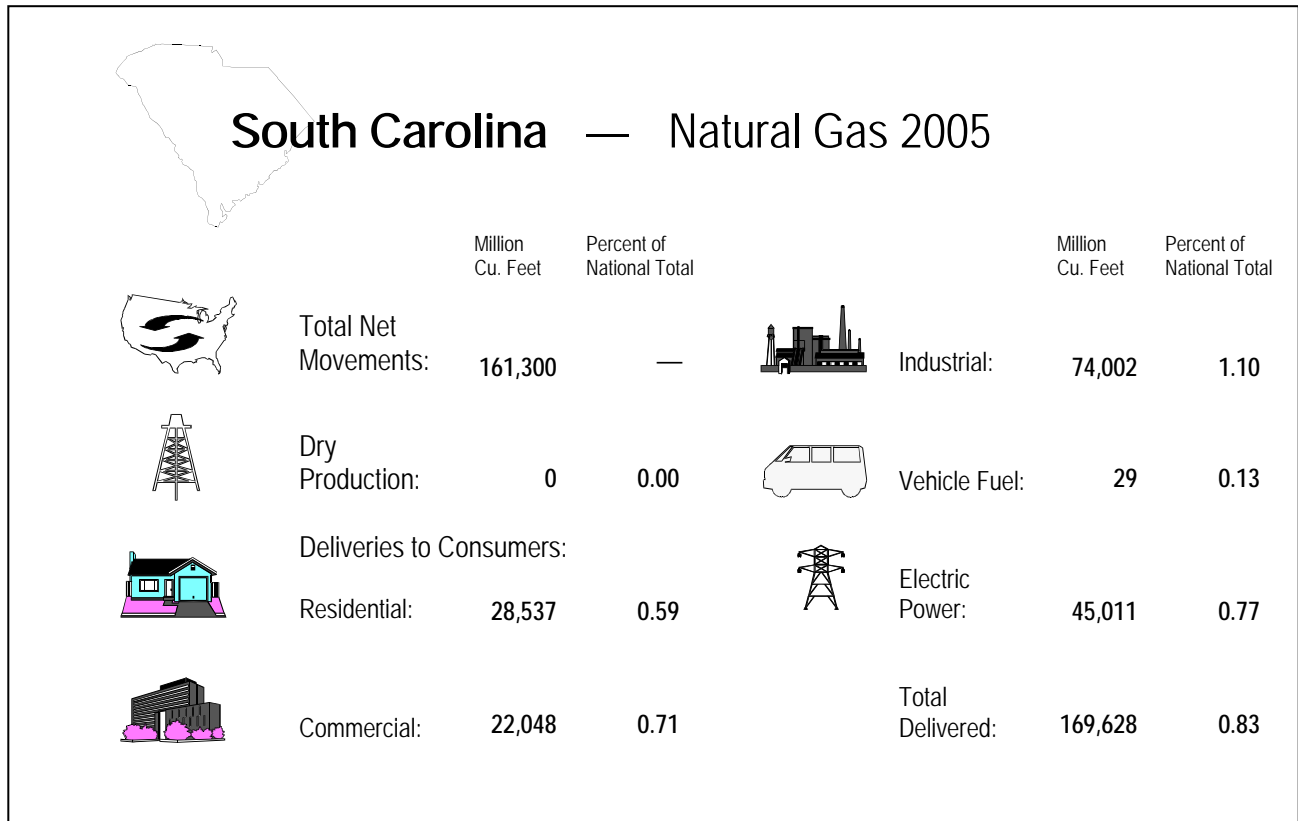 South Carolina — Natural Gas 2005
Million
Cu. Feet
Percent of
National Total
Total Net
Movements: 161,300 —
Dry
Production: 0 0.00
Deliveries to Consumers:
Residential: 28,537 0.59
Commercial: 22,048 0.71
Million
Cu. Feet
Percent of
National Total
Industrial: 74,002 1.10
Vehicle Fuel: 29 0.13
Electric
Power: 45,011 0.77
Total
Delivered: 169,628 0.83